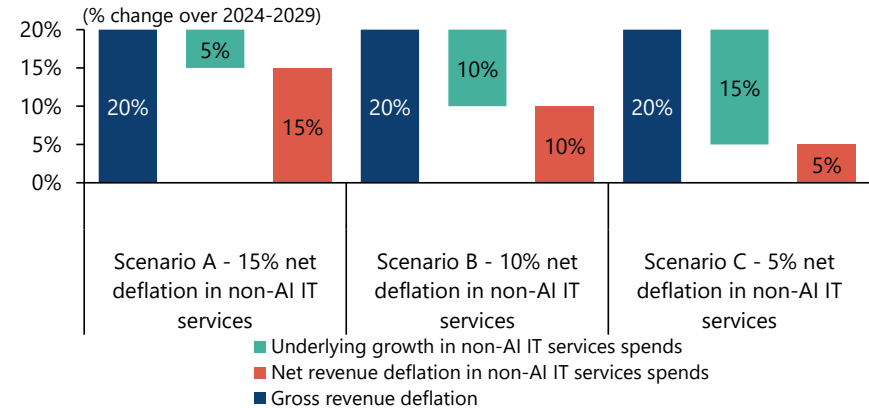 (% change over 2024-2029)
20%
15%
10%
5%
0%
20%
5%
15%
20%
10%
10%
20%
15%
5%
Scenario A - 15% net
deflation in non-AI IT
services
Scenario B - 10% net
deflation in non-AI IT
services
Scenario C - 5% net
deflation in non-AI IT
services
Underlying growth in non-AI IT services spends
Net revenue deflation in non-AI IT services spends
Gross revenue deflation